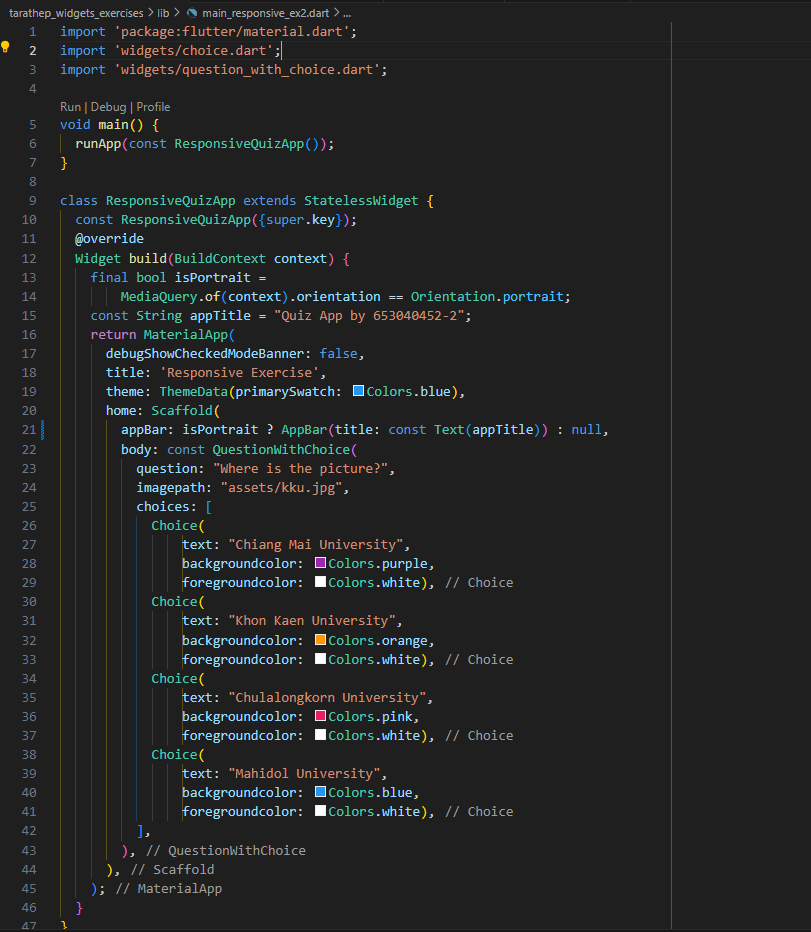 tarathep_widgets_exercises > lib > main_responsive_ex2.dart > ...
1 import 'package:flutter/material.dart';
2 import 'widgets/choice.dart';
3 import 'widgets/question_with_choice.dart';
4
Run | Debug | Profile
5 void main() {
6   runApp(const ResponsiveQuizApp());
7 }
8
9 class ResponsiveQuizApp extends StatelessWidget {
10   const ResponsiveQuizApp({super.key});
11   @override
12   Widget build(BuildContext context) {
13     final bool isPortrait =
14         MediaQuery.of(context).orientation == Orientation.portrait;
15     const String appTitle = "Quiz App by 653040452-2";
16     return MaterialApp(
17       debugShowCheckedModeBanner: false,
18       title: 'Responsive Exercise',
19       theme: ThemeData(primarySwatch: Colors.blue),
20       home: Scaffold(
21         appBar: isPortrait ? AppBar(title: const Text(appTitle)) : null,
22         body: const QuestionWithChoice(
23           question: "Where is the picture?",
24           imagepath: "assets/kku.jpg",
25           choices: [
26             Choice(
27                 text: "Chiang Mai University",
28                 backgroundcolor: Colors.purple,
29                 foregroundcolor: Colors.white), // Choice
30             Choice(
31                 text: "Khon Kaen University",
32                 backgroundcolor: Colors.orange,
33                 foregroundcolor: Colors.white), // Choice
34             Choice(
35                 text: "Chulalongkorn University",
36                 backgroundcolor: Colors.pink,
37                 foregroundcolor: Colors.white), // Choice
38             Choice(
39                 text: "Mahidol University",
40                 backgroundcolor: Colors.blue,
41                 foregroundcolor: Colors.white), // Choice
42           ],
43         ), // QuestionWithChoice
44       ), // Scaffold
45     ); // MaterialApp
46   }
47 }